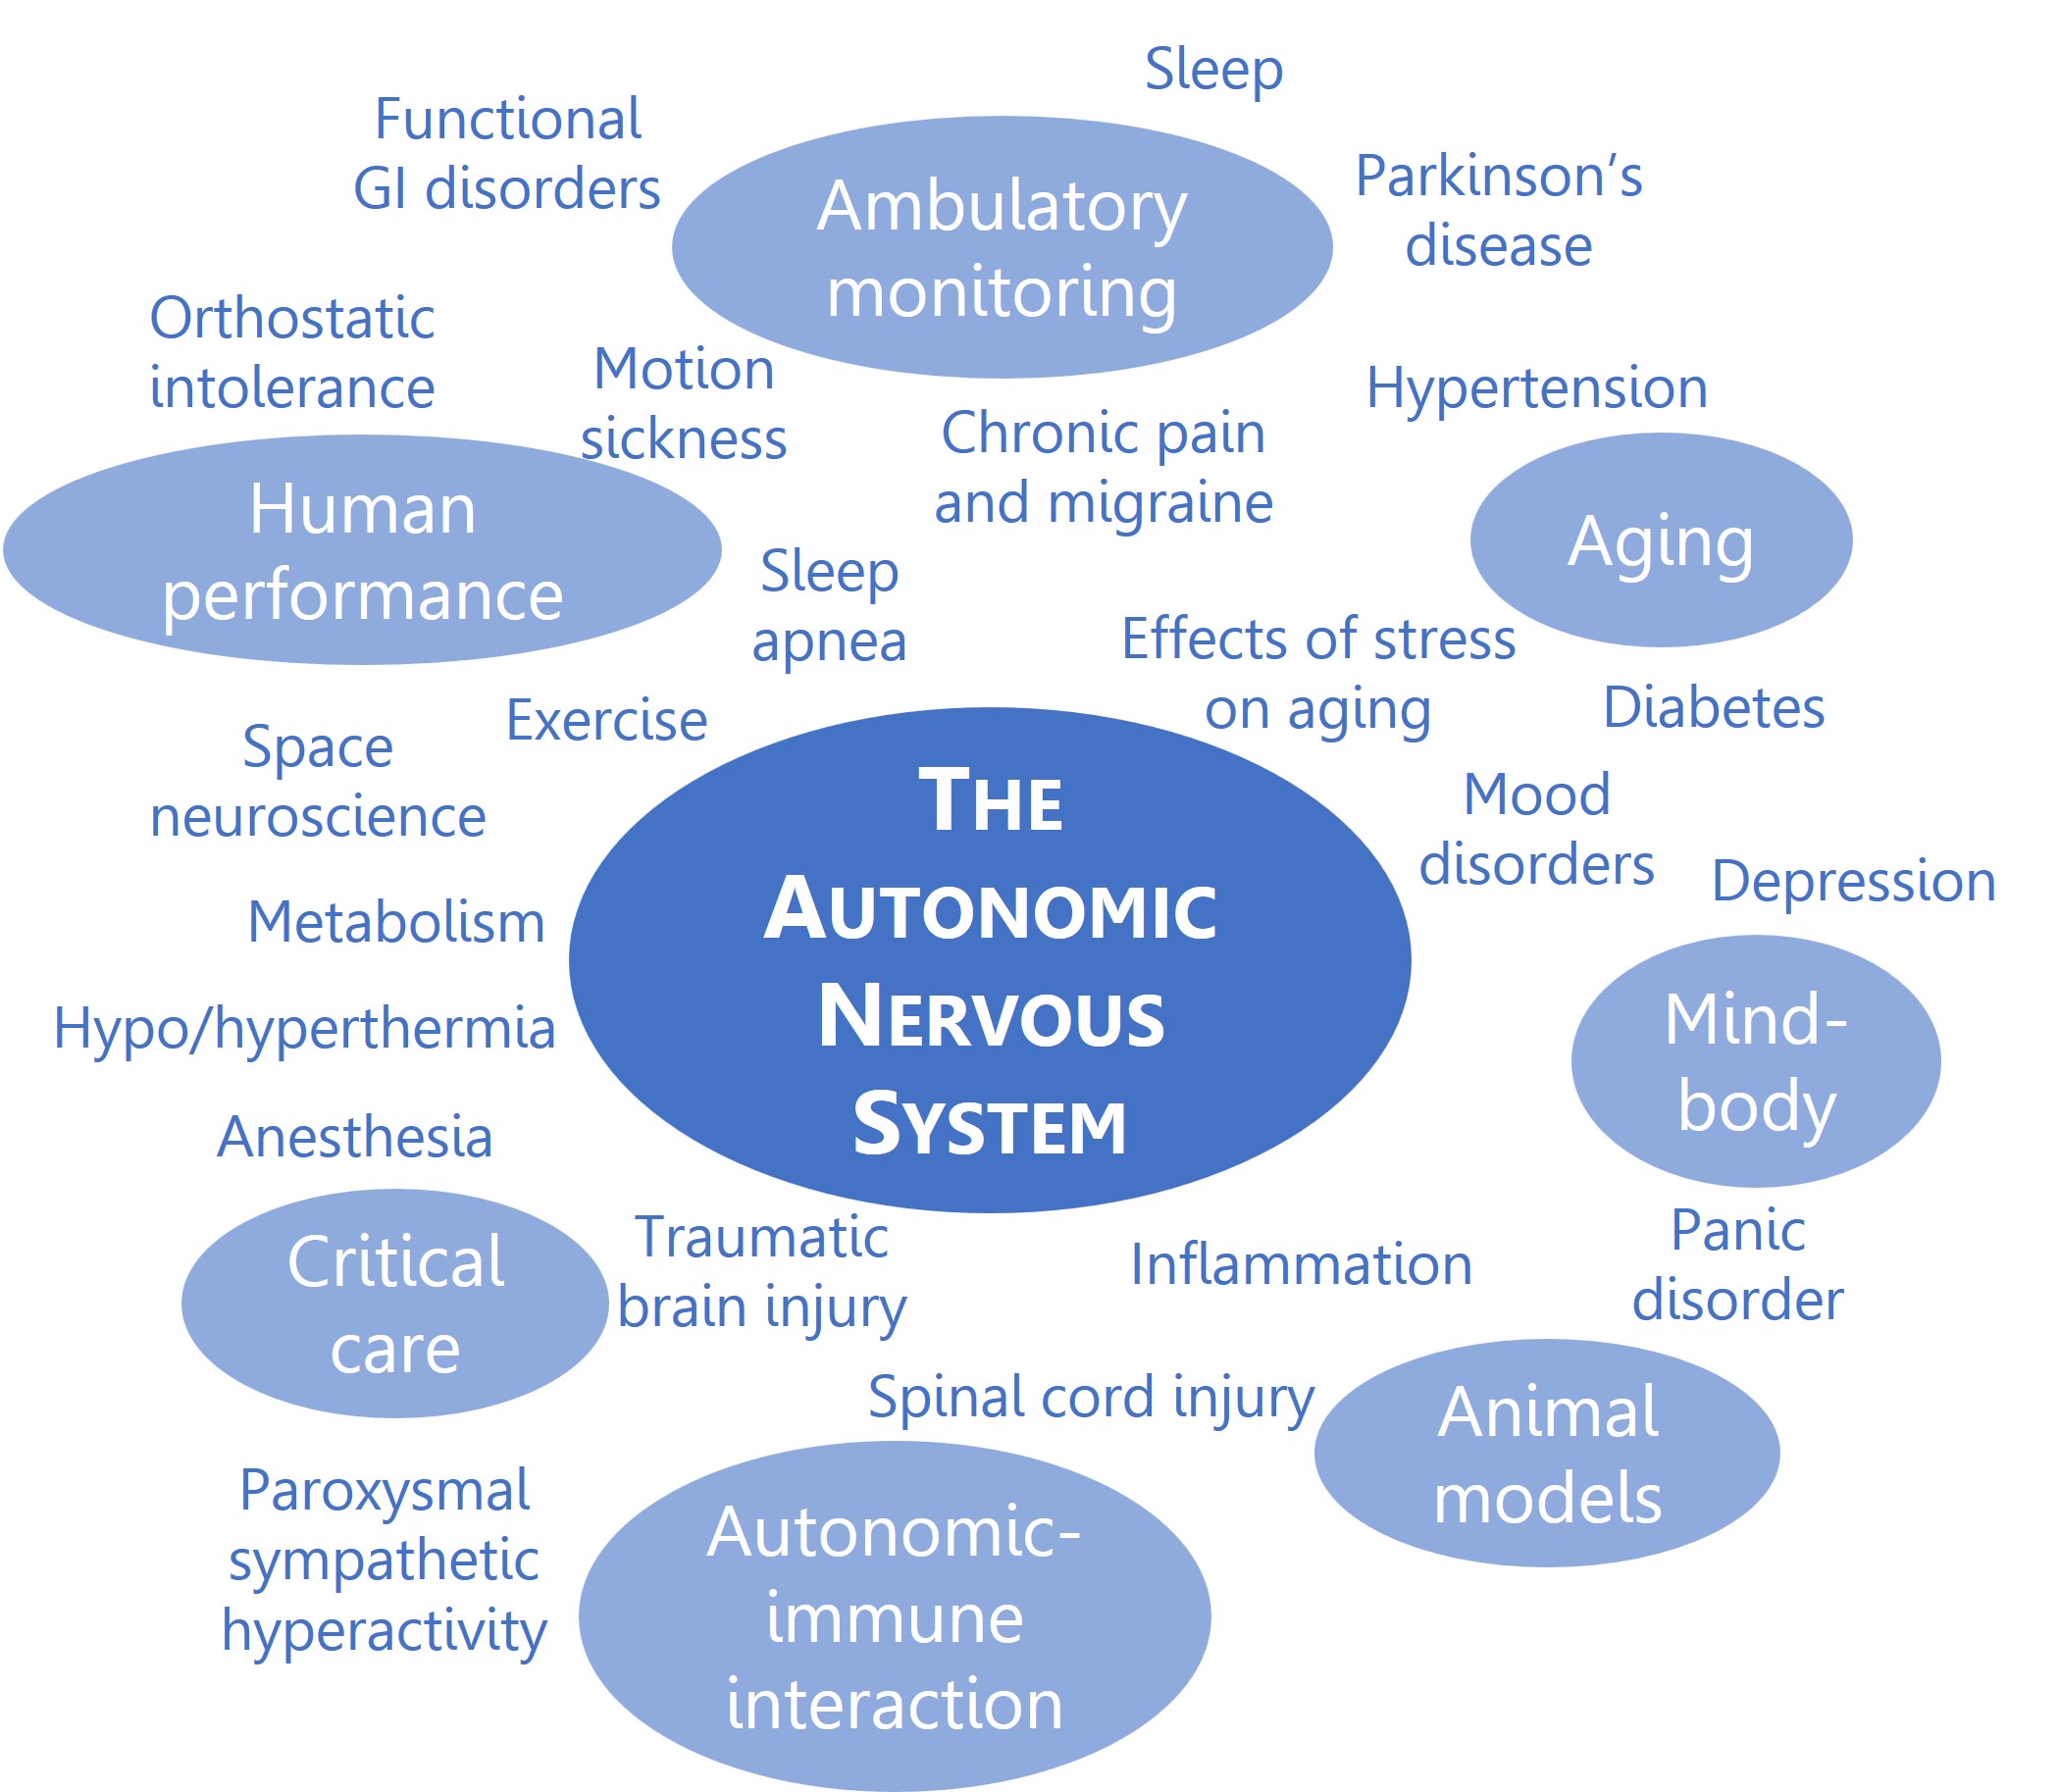 Sleep
Functional
GI disorders
Ambulatory
monitoring
Parkinson’s
disease
Orthostatic
intolerance
Motion
sickness
Chronic pain
and migraine
Hypertension
Human
performance
Aging
Sleep
apnea
Effects of stress
on aging
Diabetes
Exercise
Space
neuroscience
THE
AUTONOMIC
NERVOUS
SYSTEM
Mood
disorders
Depression
Metabolism
Hypo/hyperthermia
Mind-
body
Anesthesia
Critical
care
Traumatic
brain injury
Inflammation
Panic
disorder
Spinal cord injury
Animal
models
Paroxysmal
sympathetic
hyperactivity
Autonomic-
immune
interaction